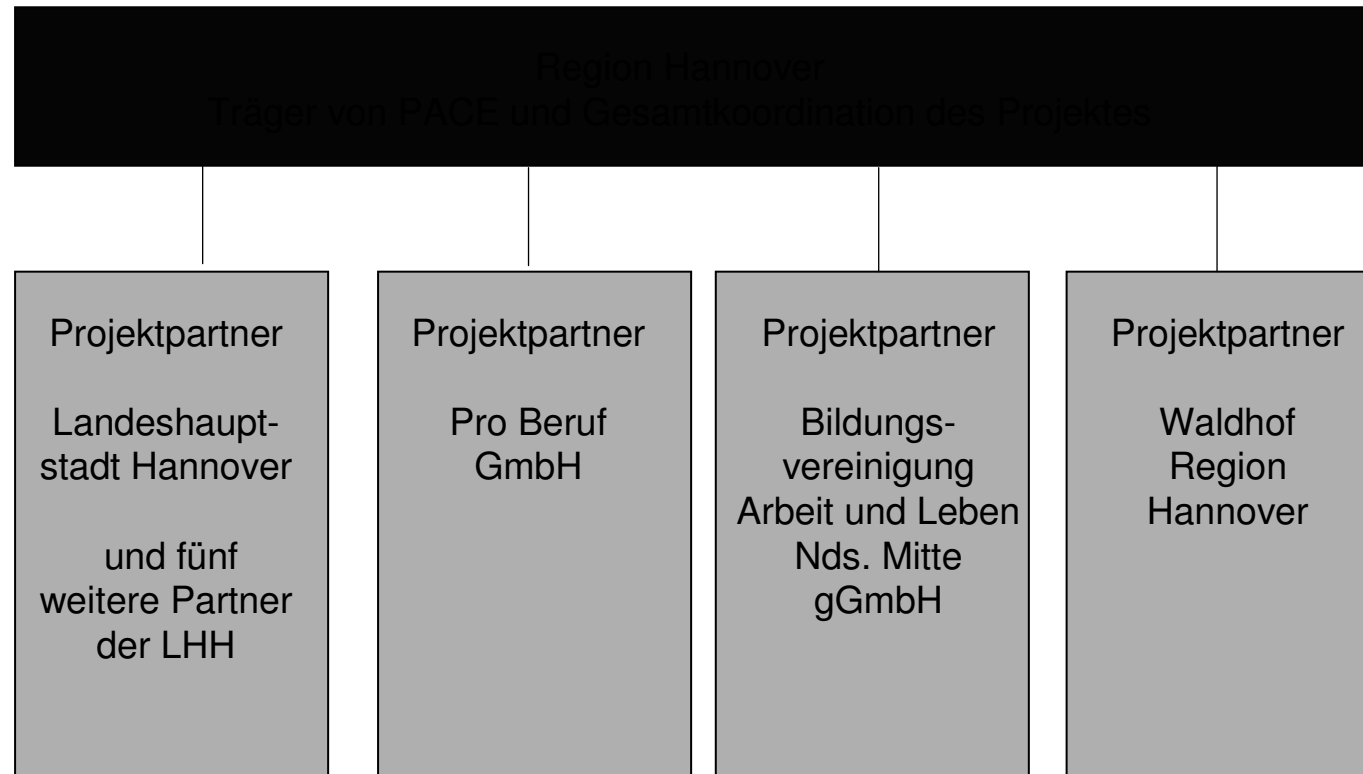 Region Hannover
Träger von PACE und Gesamtkoordination des Projektes
Projektpartner
Landeshaupt-
stadt Hannover
und fünf
weitere Partner
der LHH
Projektpartner
Pro Beruf
GmbH
Projektpartner
Bildungs-
vereinigung
Arbeit und Leben
Nds. Mitte
gGmbH
Projektpartner
Waldhof
Region
Hannover